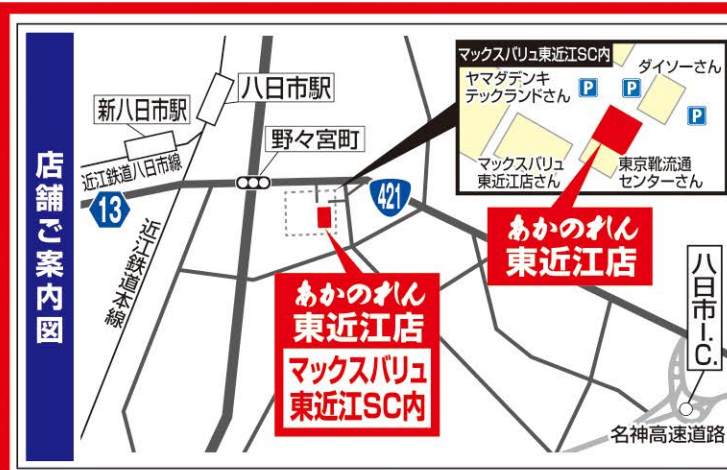 店舗ご案内図
新八日市駅
八日市駅
野々宮町
近江鉄道八日市線
13
近江鉄道本線
421
マックスバリュ東近江SC内
ヤマダデンキ
テックランドさん
P
P
P
ダイソーさん
マックスバリュ
東近江店さん
東京靴流通
センターさん
あかのれん
東近江店
あかのれん
東近江店
マックスバリュ
東近江SC内
八日市I.C.
名神高速道路